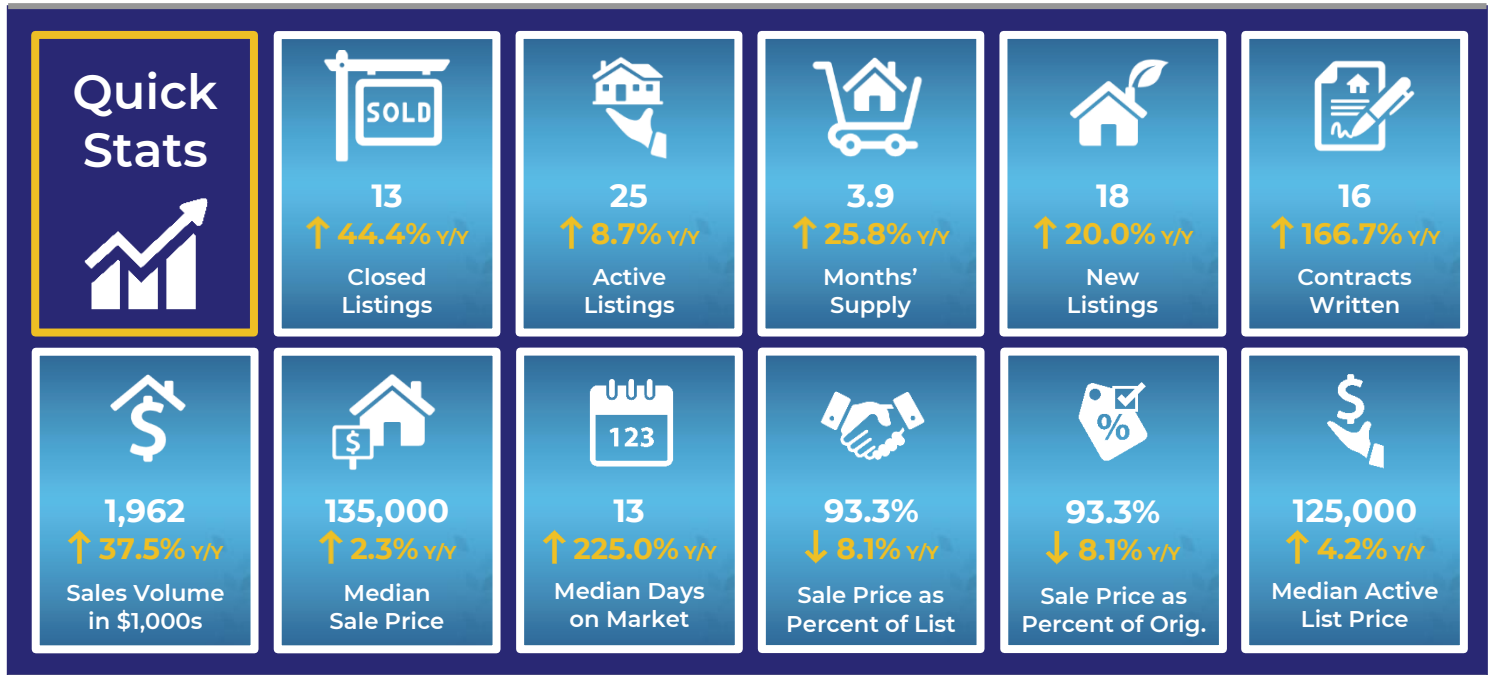 Quick
Stats
SOLD
13
↑ 44.4% Y/Y
Closed
Listings
25
↑ 8.7% Y/Y
Active
Listings
3.9
↑ 25.8% Y/Y
Months’
Supply
18
↑ 20.0% Y/Y
New
Listings
16
↑ 166.7% Y/Y
Contracts
Written
$
1,962
↑ 37.5% Y/Y
Sales Volume
in $1,000s
$
135,000
↑ 2.3% Y/Y
Median
Sale Price
123
13
↑ 225.0% Y/Y
Median Days
on Market
93.3%
↓ 8.1% Y/Y
Sale Price as
Percent of List
%
93.3%
↓ 8.1% Y/Y
Sale Price as
Percent of Orig.
$
125,000
↑ 4.2% Y/Y
Median Active
List Price